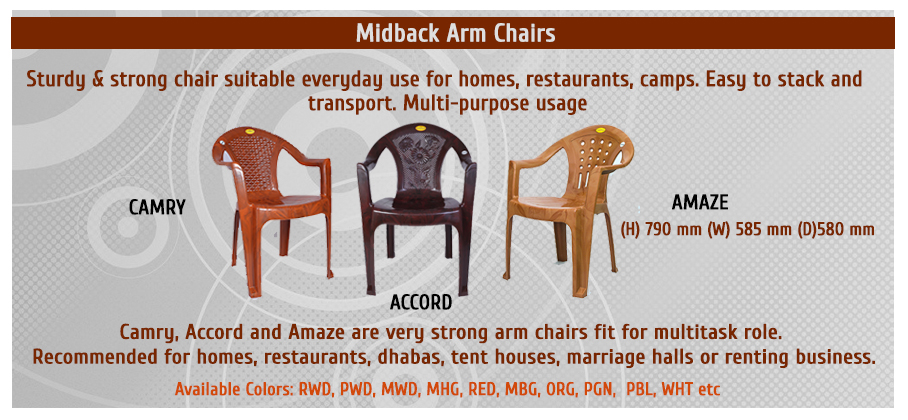 Midback Arm Chairs
Sturdy & strong chair suitable everyday use for homes, restaurants, camps. Easy to stack and
transport. Multi-purpose usage
CAMRY
AMAZE
(H) 790 mm (W) 585 mm (D)580 mm
ACCORD
Camry, Accord and Amaze are very strong arm chairs fit for multitask role.
Recommended for homes, restaurants, dhabas, tent houses, marriage halls or renting business.
Available Colors: RWD, PWD, MWD, MHG, RED, MBG, ORG, PGN, PBL, WHT etc